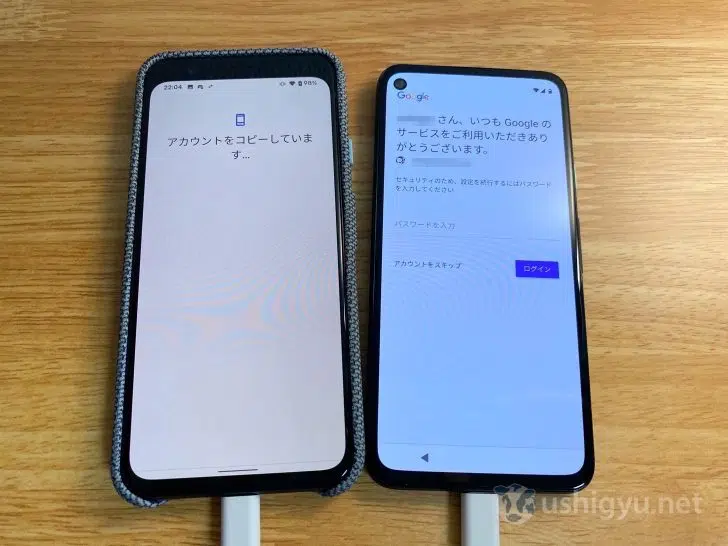 22:04
98%
アカウントをコピーしていま
す...
Google
さん、いつも Google の
サービスをご利用いただきあり
がとうございます。
セキュリティのため、設定を続行するにはパスワード
を入力してください
パスワードを入力
アカウントをスキップ
ログイン
ushigyu.net